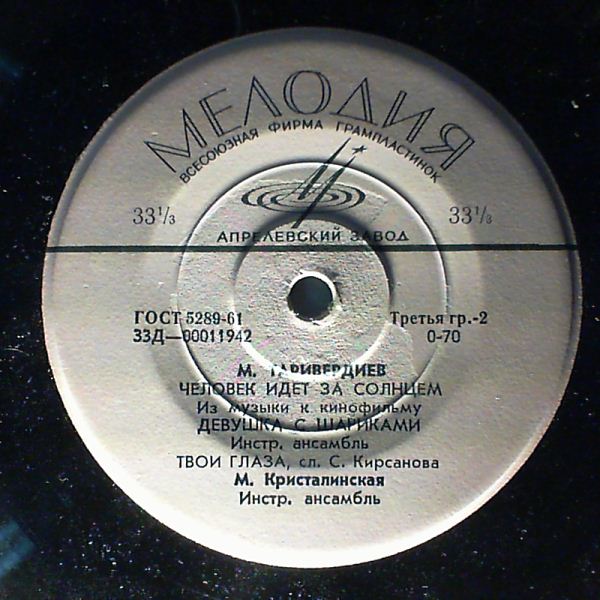 МЕЛОДИЯ
ВСЕСОЮЗНАЯ ФИРМА ГРАМПЛАСТИНОК
33⅓ 33⅓
АПРЕЛЕВСКИЙ ЗАВОД
ГОСТ 5289-61 Третья гр.-2
33Д—00011942 0-70
М. ТАРИВЕРДИЕВ
ЧЕЛОВЕК ИДЕТ ЗА СОЛНЦЕМ
Из музыки к кинофильму
ДЕВУШКА С ШАРИКАМИ
Инстр. ансамбль
ТВОИ ГЛАЗА, сл. С. Кирсанова
М. Кристалинская
Инстр. ансамбль